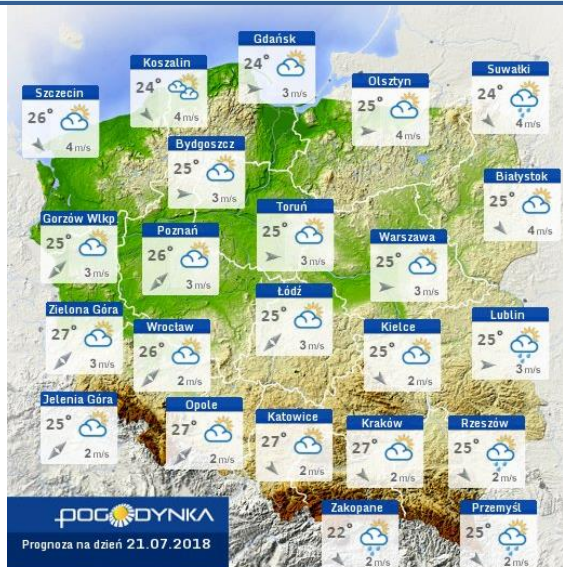 Gdańsk
24°
3 m/s
Koszalin
24°
4 m/s
Suwałki
24°
4 m/s
Olsztyn
25°
4 m/s
Szczecin
26°
4 m/s
Bydgoszcz
25°
3 m/s
Białystok
25°
4 m/s
Toruń
25°
3 m/s
Gorzów Wlkp
25°
3 m/s
Poznań
26°
3 m/s
Warszawa
25°
3 m/s
Łódź
25°
3 m/s
Zielona Góra
27°
3 m/s
Wrocław
26°
2 m/s
Kielce
25°
2 m/s
Lublin
25°
3 m/s
Jelenia Góra
25°
2 m/s
Opole
27°
2 m/s
Katowice
27°
2 m/s
Kraków
27°
2 m/s
Rzeszów
25°
2 m/s
Zakopane
22°
2 m/s
Przemyśl
25°
2 m/s
POGODYNKA
Prognoza na dzień 21.07.2018